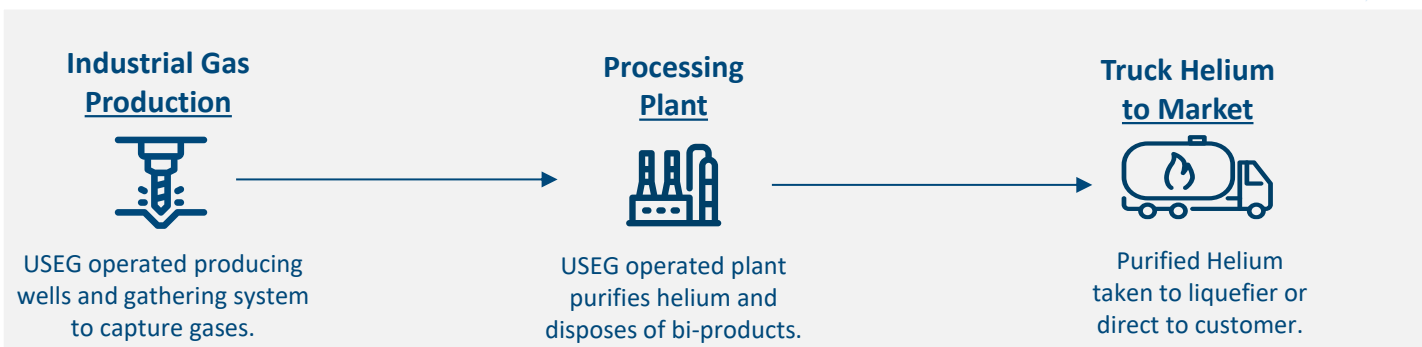 Industrial Gas
Production
USEG operated producing
wells and gathering system
to capture gases.
Processing
Plant
USEG operated plant
purifies helium and
disposes of bi-products.
Truck Helium
to Market
Purified Helium
taken to liquefier or
direct to customer.